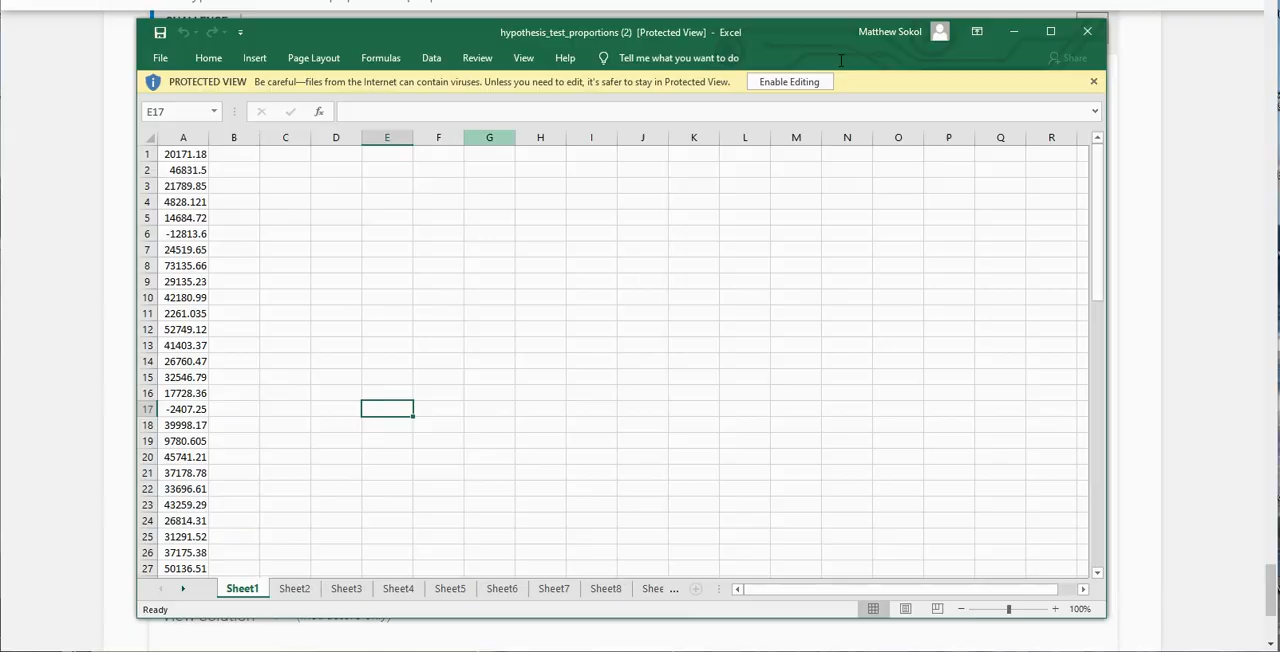 CHALLENGE
hypothesis_test_proportions (2) [Protected View] - Excel
Matthew Sokol
File Home Insert Page Layout Formulas Data Review View Help Tell me what you want to do Share
PROTECTED VIEW Be careful—files from the Internet can contain viruses. Unless you need to edit, it's safer to stay in Protected View. Enable Editing
E17 fx
A B C D E F G H I J K L M N O P Q R
1 20171.18
2 46831.5
3 21789.85
4 4828.121
5 14684.72
6 -12813.6
7 24519.65
8 73135.66
9 29135.23
10 42180.99
11 2261.035
12 52749.12
13 41403.37
14 26760.47
15 32546.79
16 17728.36
17 -2407.25
18 39998.17
19 9780.605
20 45741.21
21 37178.78
22 33696.61
23 43259.29
24 26814.31
25 31291.52
26 37175.38
27 50136.51
Sheet1 Sheet2 Sheet3 Sheet4 Sheet5 Sheet6 Sheet7 Sheet8 Shee ...
Ready 100%
View Solution (Instructors Only)